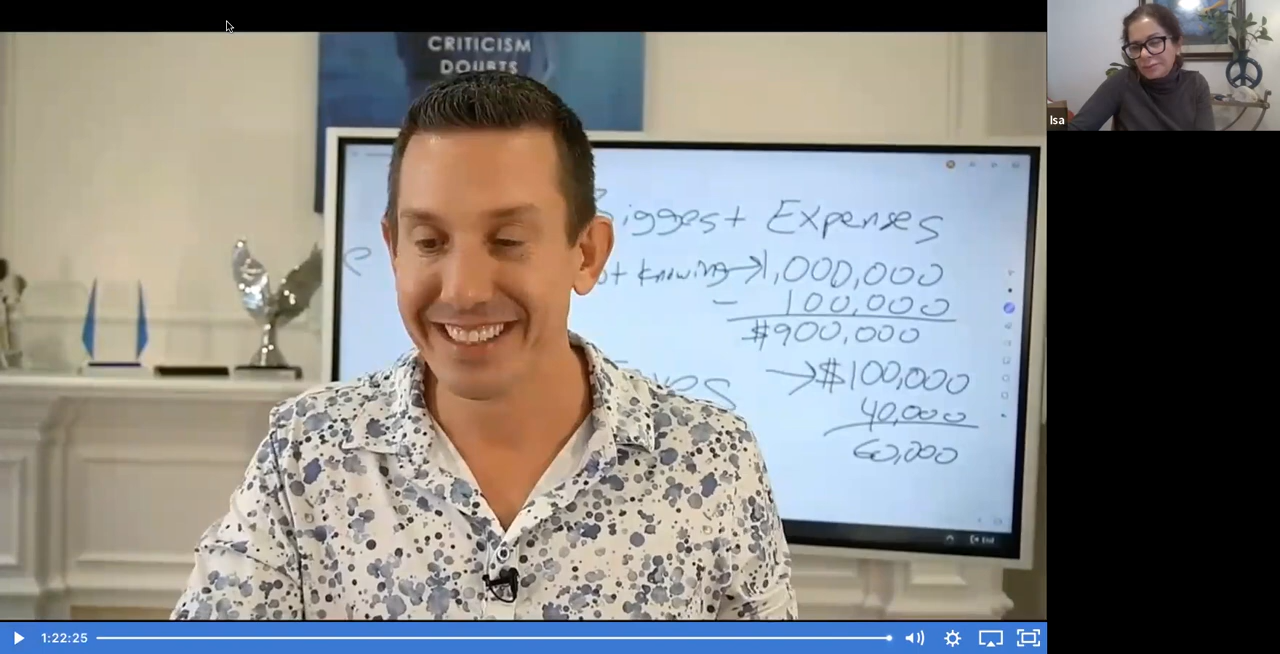 CRITICISM
DOUBTS
Isa
iggest Expenses
t knowing → 1,000,000
- 100,000
$900,000
→ $100,000
40,000
60,000
End
1:22:25